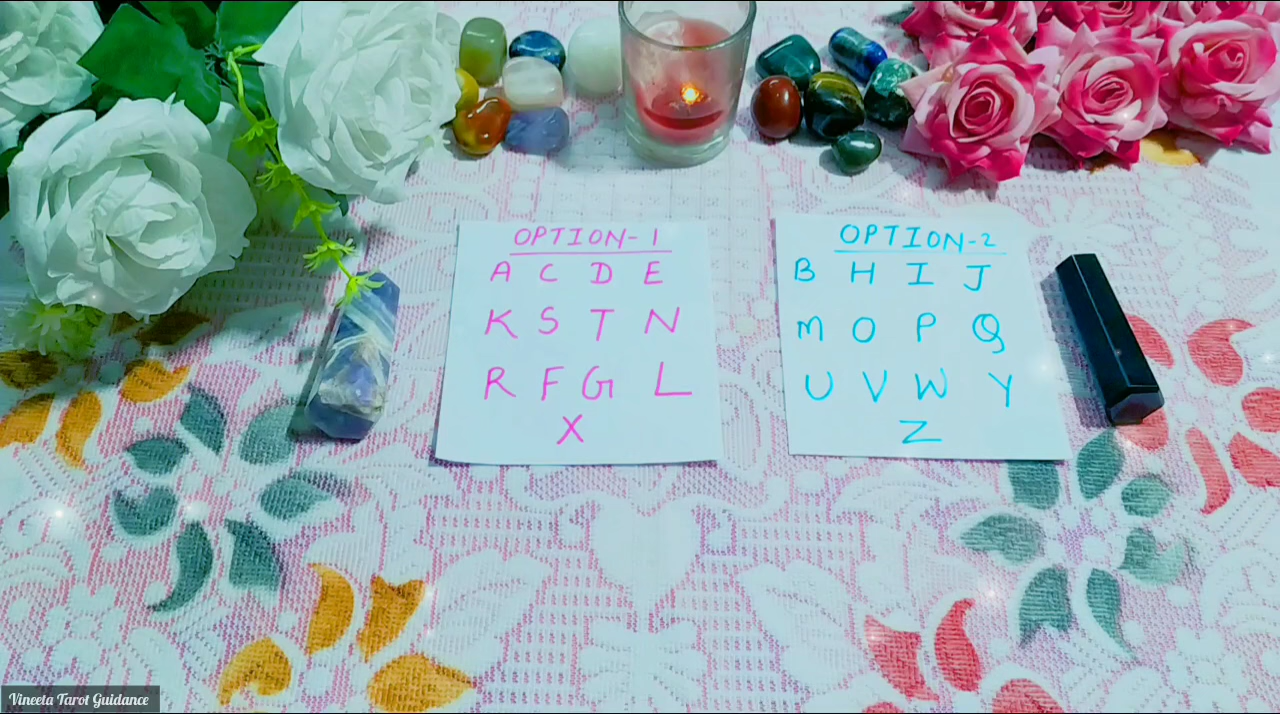 OPTION-1
A C D E
K S T N
R F G L
X
OPTION-2
B H I J
M O P Q
U V W Y
Z
Vineeta Tarot Guidance